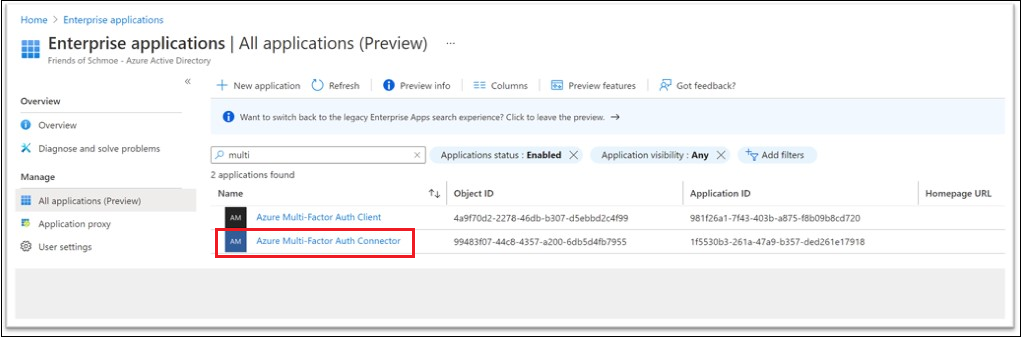 Home > Enterprise applications
Enterprise applications | All applications (Preview) ...
Friends of Schmoe - Azure Active Directory
«
+ New application Refresh Preview info Columns Preview features Got feedback?
Overview
Overview
Diagnose and solve problems
Manage
All applications (Preview)
Application proxy
User settings
Want to switch back to the legacy Enterprise Apps search experience? Click to leave the preview. →
multi × Applications status : Enabled × Application visibility : Any × Add filters
2 applications found
Name ↑↓ Object ID Application ID Homepage URL
AM Azure Multi-Factor Auth Client 4a9f70d2-2278-46db-b307-d5ebbd2c4f99 981f26a1-7f43-403b-a875-f8b09b8cd720
AM Azure Multi-Factor Auth Connector 99483f07-44c8-4357-a200-6db5d4fb7955 1f5530b3-261a-47a9-b357-ded261e17918